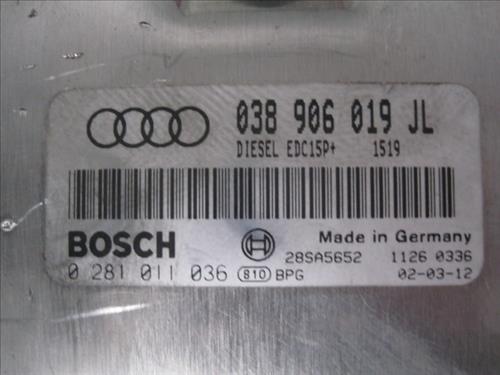 038 906 019 JL
DIESEL EDC15P+ 1519
BOSCH
Made in Germany
28SA5652 1126 0336
0 281 011 036 810 BPG 02-03-12